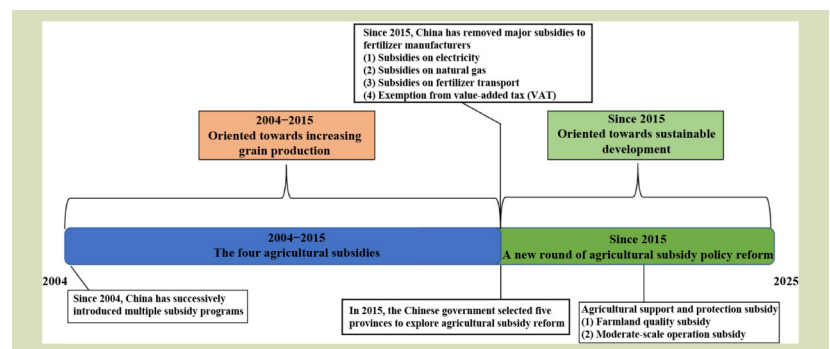 Since 2015, China has removed major subsidies to
fertilizer manufacturers
(1) Subsidies on electricity
(2) Subsidies on natural gas
(3) Subsidies on fertilizer transport
(4) Exemption from value-added tax (VAT)
2004−2015
Oriented towards increasing
grain production
Since 2015
Oriented towards sustainable
development
2004−2015
The four agricultural subsidies
Since 2015
A new round of agricultural subsidy policy reform
2004
2025
Since 2004, China has successively
introduced multiple subsidy programs
In 2015, the Chinese government selected five
provinces to explore agricultural subsidy reform
Agricultural support and protection subsidy
(1) Farmland quality subsidy
(2) Moderate-scale operation subsidy